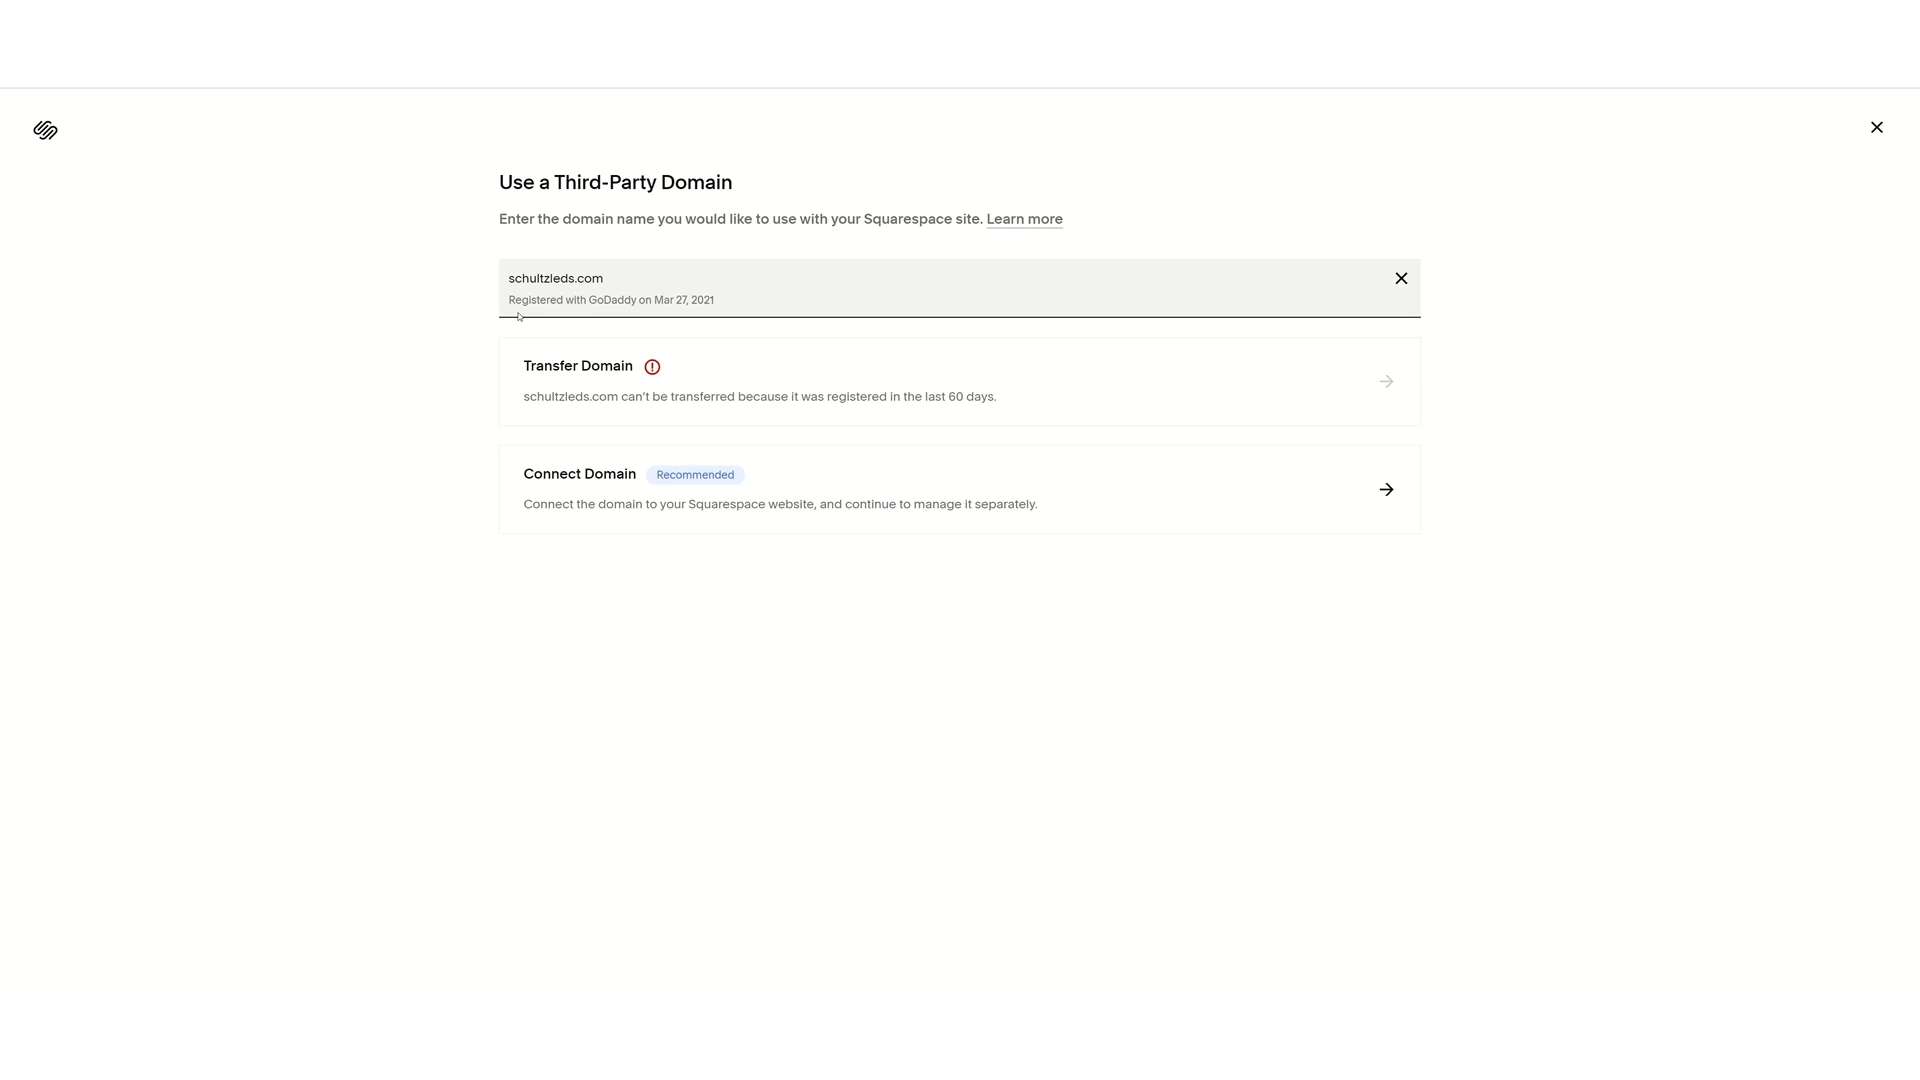 Use a Third-Party Domain
Enter the domain name you would like to use with your Squarespace site. Learn more
schultzleds.com
Registered with GoDaddy on Mar 27, 2021
Transfer Domain
schultzleds.com can't be transferred because it was registered in the last 60 days.
Connect Domain Recommended
Connect the domain to your Squarespace website, and continue to manage it separately.